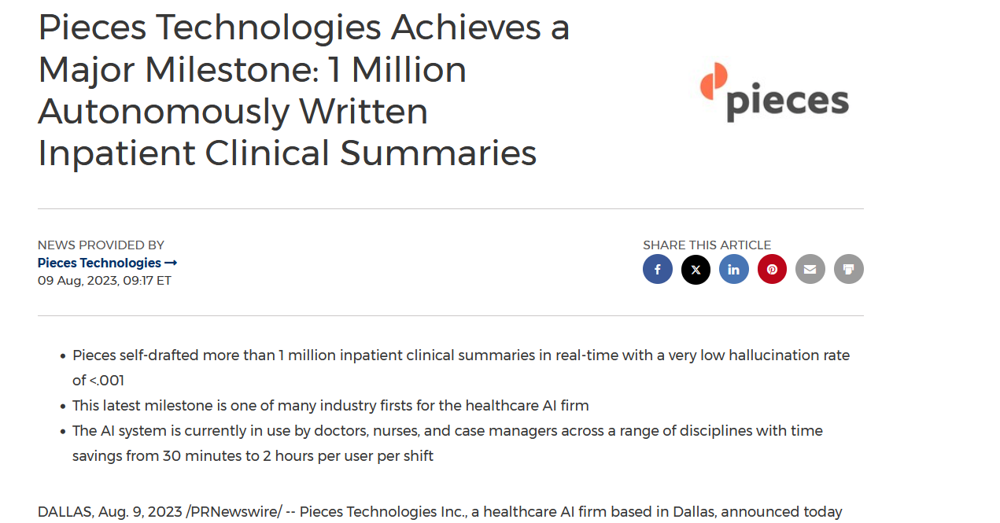 Pieces Technologies Achieves a
Major Milestone: 1 Million
Autonomously Written
Inpatient Clinical Summaries
pieces
NEWS PROVIDED BY
Pieces Technologies
09 Aug, 2023, 09:17 ET
SHARE THIS ARTICLE
• Pieces self-drafted more than 1 million inpatient clinical summaries in real-time with a very low hallucination rate
of <.001
• This latest milestone is one of many industry firsts for the healthcare AI firm
• The AI system is currently in use by doctors, nurses, and case managers across a range of disciplines with time
savings from 30 minutes to 2 hours per user per shift
DALLAS, Aug. 9, 2023 /PRNewswire/ -- Pieces Technologies Inc., a healthcare AI firm based in Dallas, announced today